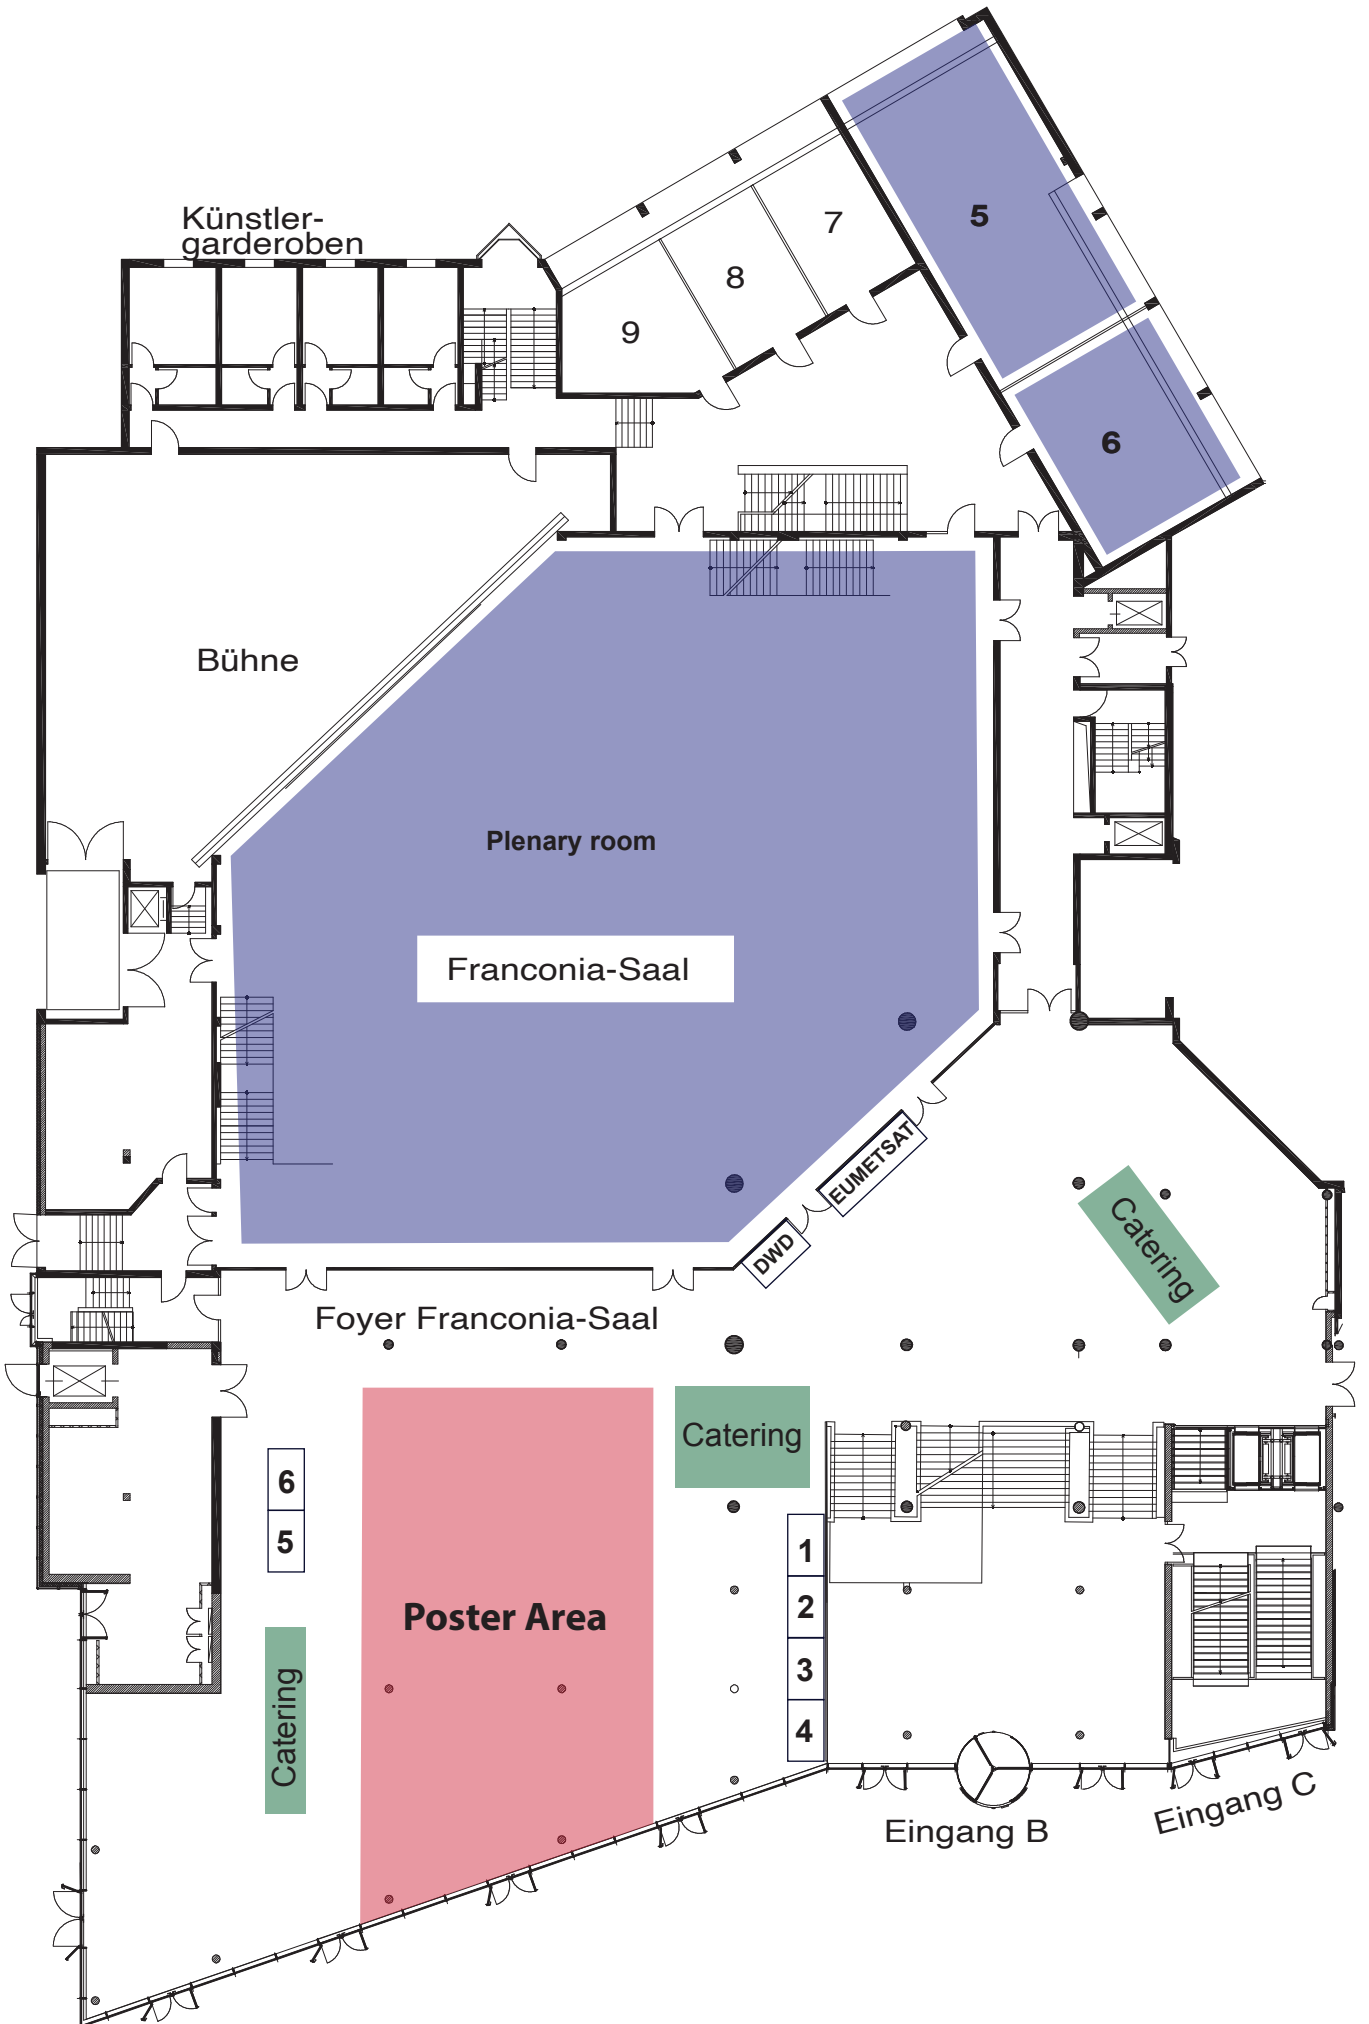 Künstler-
garderoben
5
7
8
9
6
Bühne
Plenary room
Franconia-Saal
EUMETSAT
DWD
Catering
Foyer Franconia-Saal
Catering
6
5
1
2
3
4
Poster Area
Catering
Eingang B
Eingang C